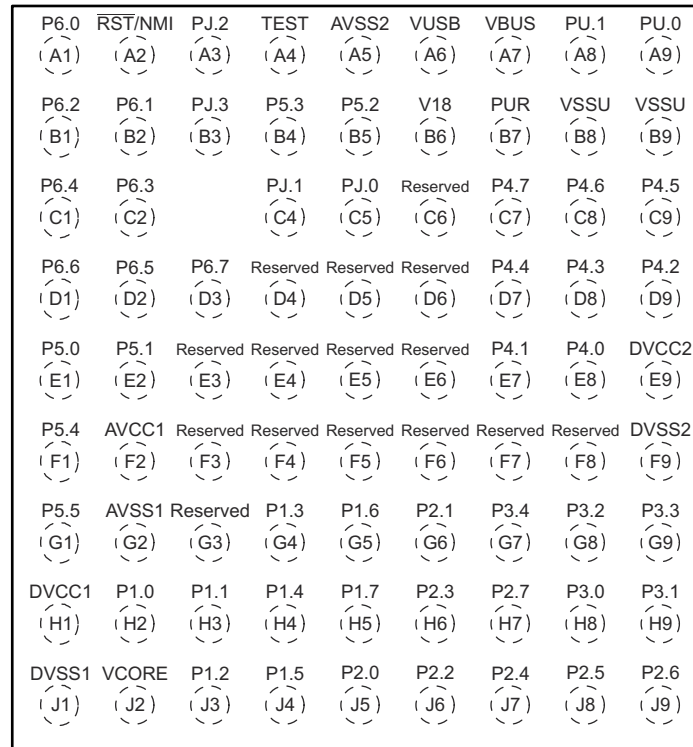 P6.0 RST/NMI PJ.2 TEST AVSS2 VUSB VBUS PU.1 PU.0
A1 A2 A3 A4 A5 A6 A7 A8 A9
P6.2 P6.1 PJ.3 P5.3 P5.2 V18 PUR VSSU VSSU
B1 B2 B3 B4 B5 B6 B7 B8 B9
P6.4 P6.3 PJ.1 PJ.0 Reserved P4.7 P4.6 P4.5
C1 C2 C4 C5 C6 C7 C8 C9
P6.6 P6.5 P6.7 Reserved Reserved Reserved P4.4 P4.3 P4.2
D1 D2 D3 D4 D5 D6 D7 D8 D9
P5.0 P5.1 Reserved Reserved Reserved Reserved P4.1 P4.0 DVCC2
E1 E2 E3 E4 E5 E6 E7 E8 E9
P5.4 AVCC1 Reserved Reserved Reserved Reserved Reserved Reserved DVSS2
F1 F2 F3 F4 F5 F6 F7 F8 F9
P5.5 AVSS1 Reserved P1.3 P1.6 P2.1 P3.4 P3.2 P3.3
G1 G2 G3 G4 G5 G6 G7 G8 G9
DVCC1 P1.0 P1.1 P1.4 P1.7 P2.3 P2.7 P3.0 P3.1
H1 H2 H3 H4 H5 H6 H7 H8 H9
DVSS1 VCORE P1.2 P1.5 P2.0 P2.2 P2.4 P2.5 P2.6
J1 J2 J3 J4 J5 J6 J7 J8 J9